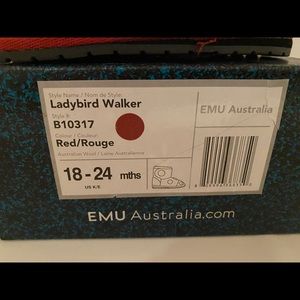 Style Name / Nom de Style:
Ladybird Walker
Style #:
B10317
Colour / Couleur:
Red/Rouge
Australian Wool / Laine Australienne
18 - 24 mths
US K/E
EMU Australia
EMU Australia.com